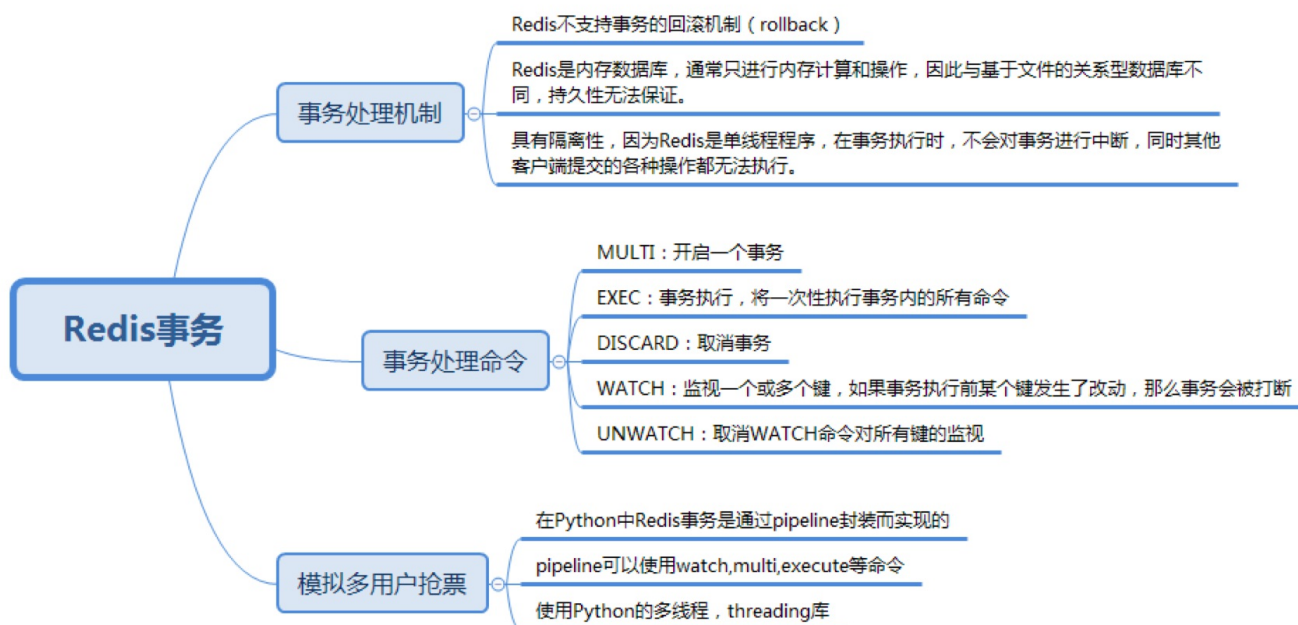 Redis事务
事务处理机制
Redis不支持事务的回滚机制（rollback）
Redis是内存数据库，通常只进行内存计算和操作，因此与基于文件的关系型数据库不
同，持久性无法保证。
具有隔离性，因为Redis是单线程程序，在事务执行时，不会对事务进行中断，同时其他
客户端提交的各种操作都无法执行。
事务处理命令
MULTI：开启一个事务
EXEC：事务执行，将一次性执行事务内的所有命令
DISCARD：取消事务
WATCH：监视一个或多个键，如果事务执行前某个键发生了改动，那么事务会被打断
UNWATCH：取消WATCH命令对所有键的监视
模拟多用户抢票
在Python中Redis事务是通过pipeline封装而实现的
pipeline可以使用watch,multi,execute等命令
使用Python的多线程，threading库